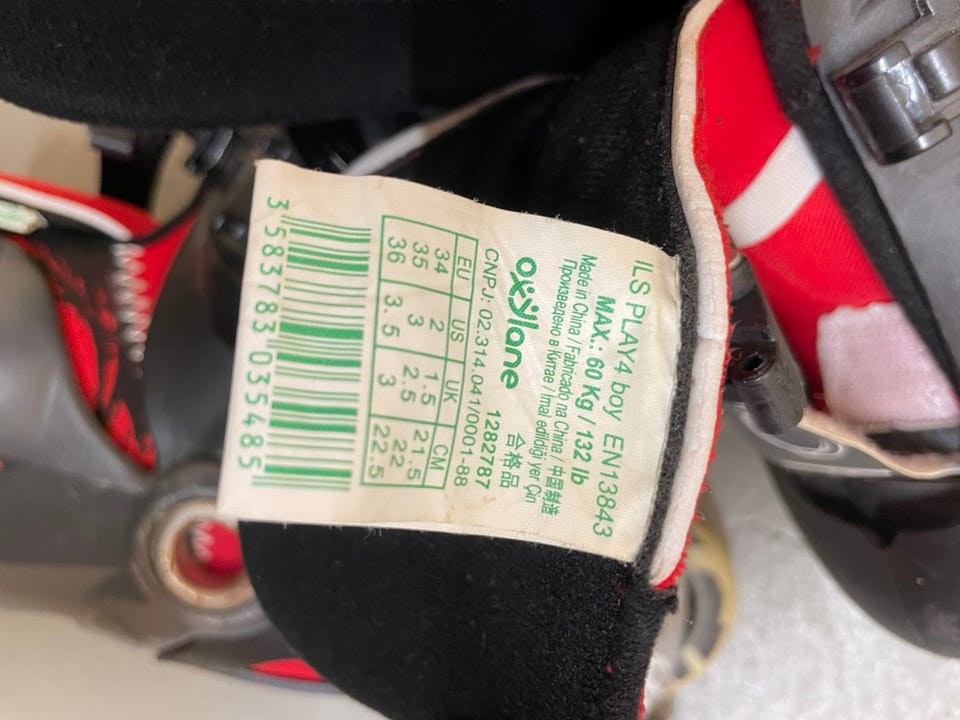 ILS PLAY4 boy EN13843
MAX.: 60 Kg / 132 lb
Made in China / Fabricado na China / 中国制造
Произведено в Китае / Imal edildiği yer Çin
oxylane 合格品
CNPJ: 02.314.041/0001-88 1282787
EU US UK CM
34 2 1.5 21.5
35 3 2.5 22
36 3.5 3 22.5
3 583783 035485